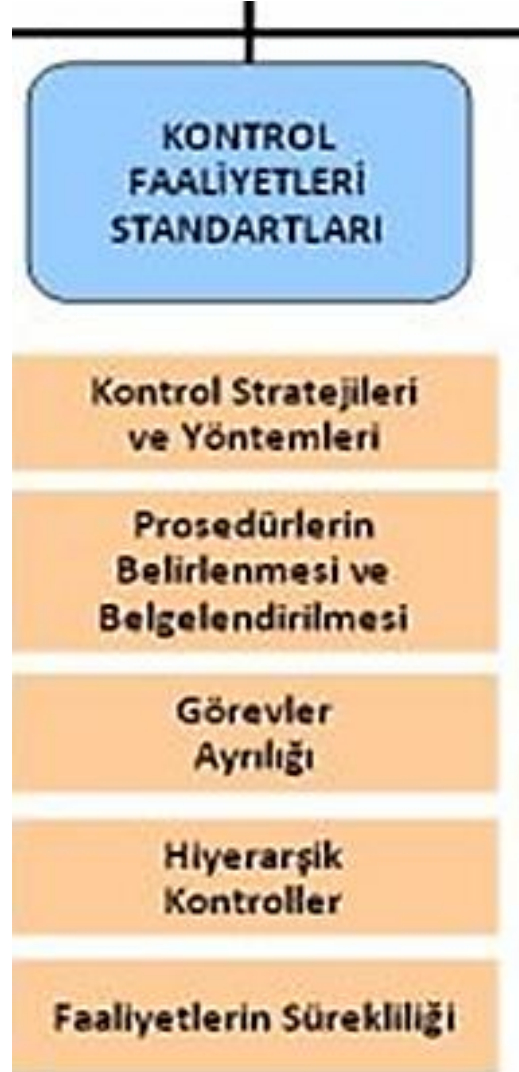 KONTROL
FAALİYETLERİ
STANDARTLARI
Kontrol Stratejileri
ve Yöntemleri
Prosedürlerin
Belirlenmesi ve
Belgelendirilmesi
Görevler
Ayrılığı
Hiyerarşik
Kontroller
Faaliyetlerin Sürekliliği